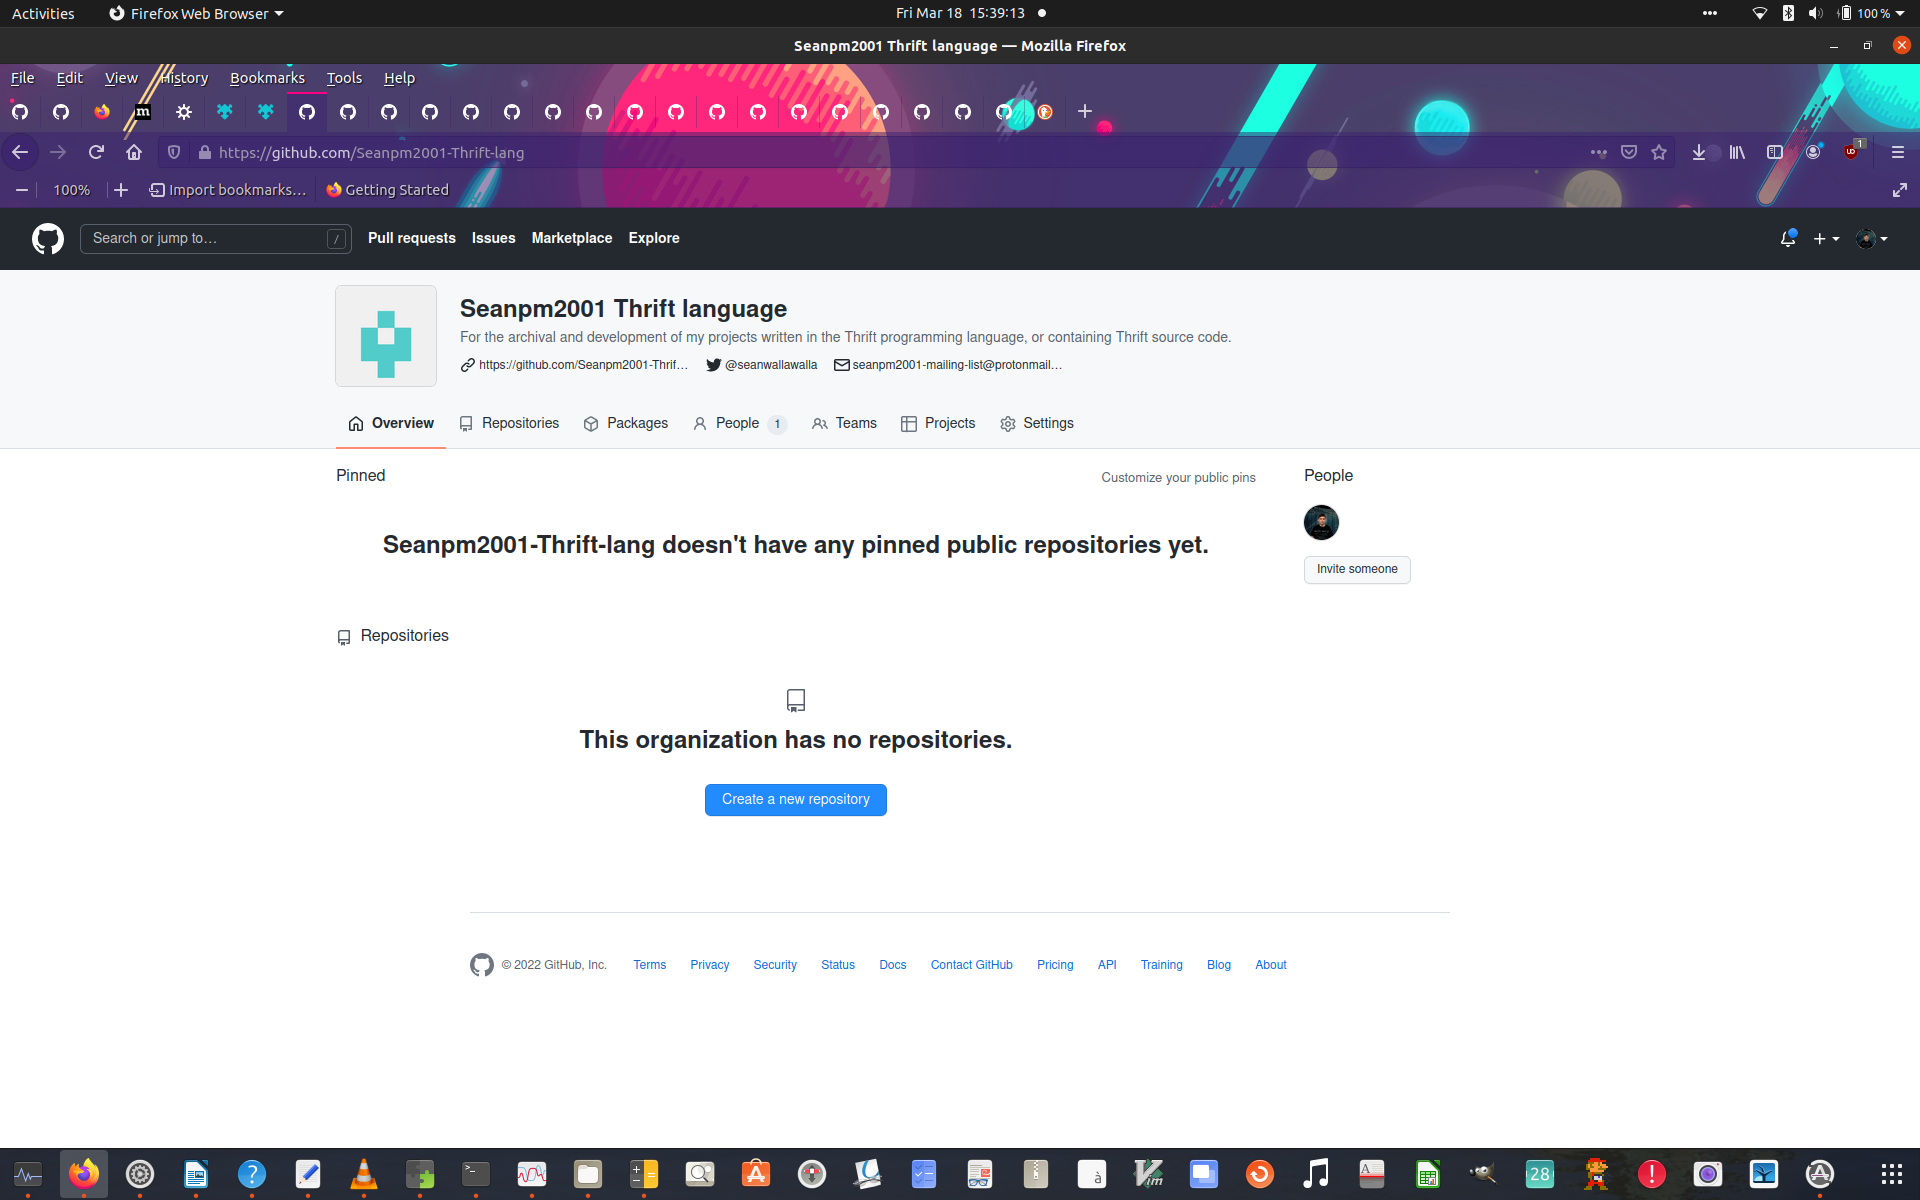 Activities Firefox Web Browser Fri Mar 18 15:39:13 100 %
Seanpm2001 Thrift language — Mozilla Firefox
File Edit View History Bookmarks Tools Help
m
https://github.com/Seanpm2001-Thrift-lang 1
100% Import bookmarks… Getting Started
Search or jump to… / Pull requests Issues Marketplace Explore
Seanpm2001 Thrift language
For the archival and development of my projects written in the Thrift programming language, or containing Thrift source code.
https://github.com/Seanpm2001-Thrif… @seanwallawalla seanpm2001-mailing-list@protonmail…
Overview Repositories Packages People 1 Teams Projects Settings
Pinned Customize your public pins People
Seanpm2001-Thrift-lang doesn't have any pinned public repositories yet.
Invite someone
Repositories
This organization has no repositories.
Create a new repository
© 2022 GitHub, Inc. Terms Privacy Security Status Docs Contact GitHub Pricing API Training Blog About
? >_ à Vim A 28 !